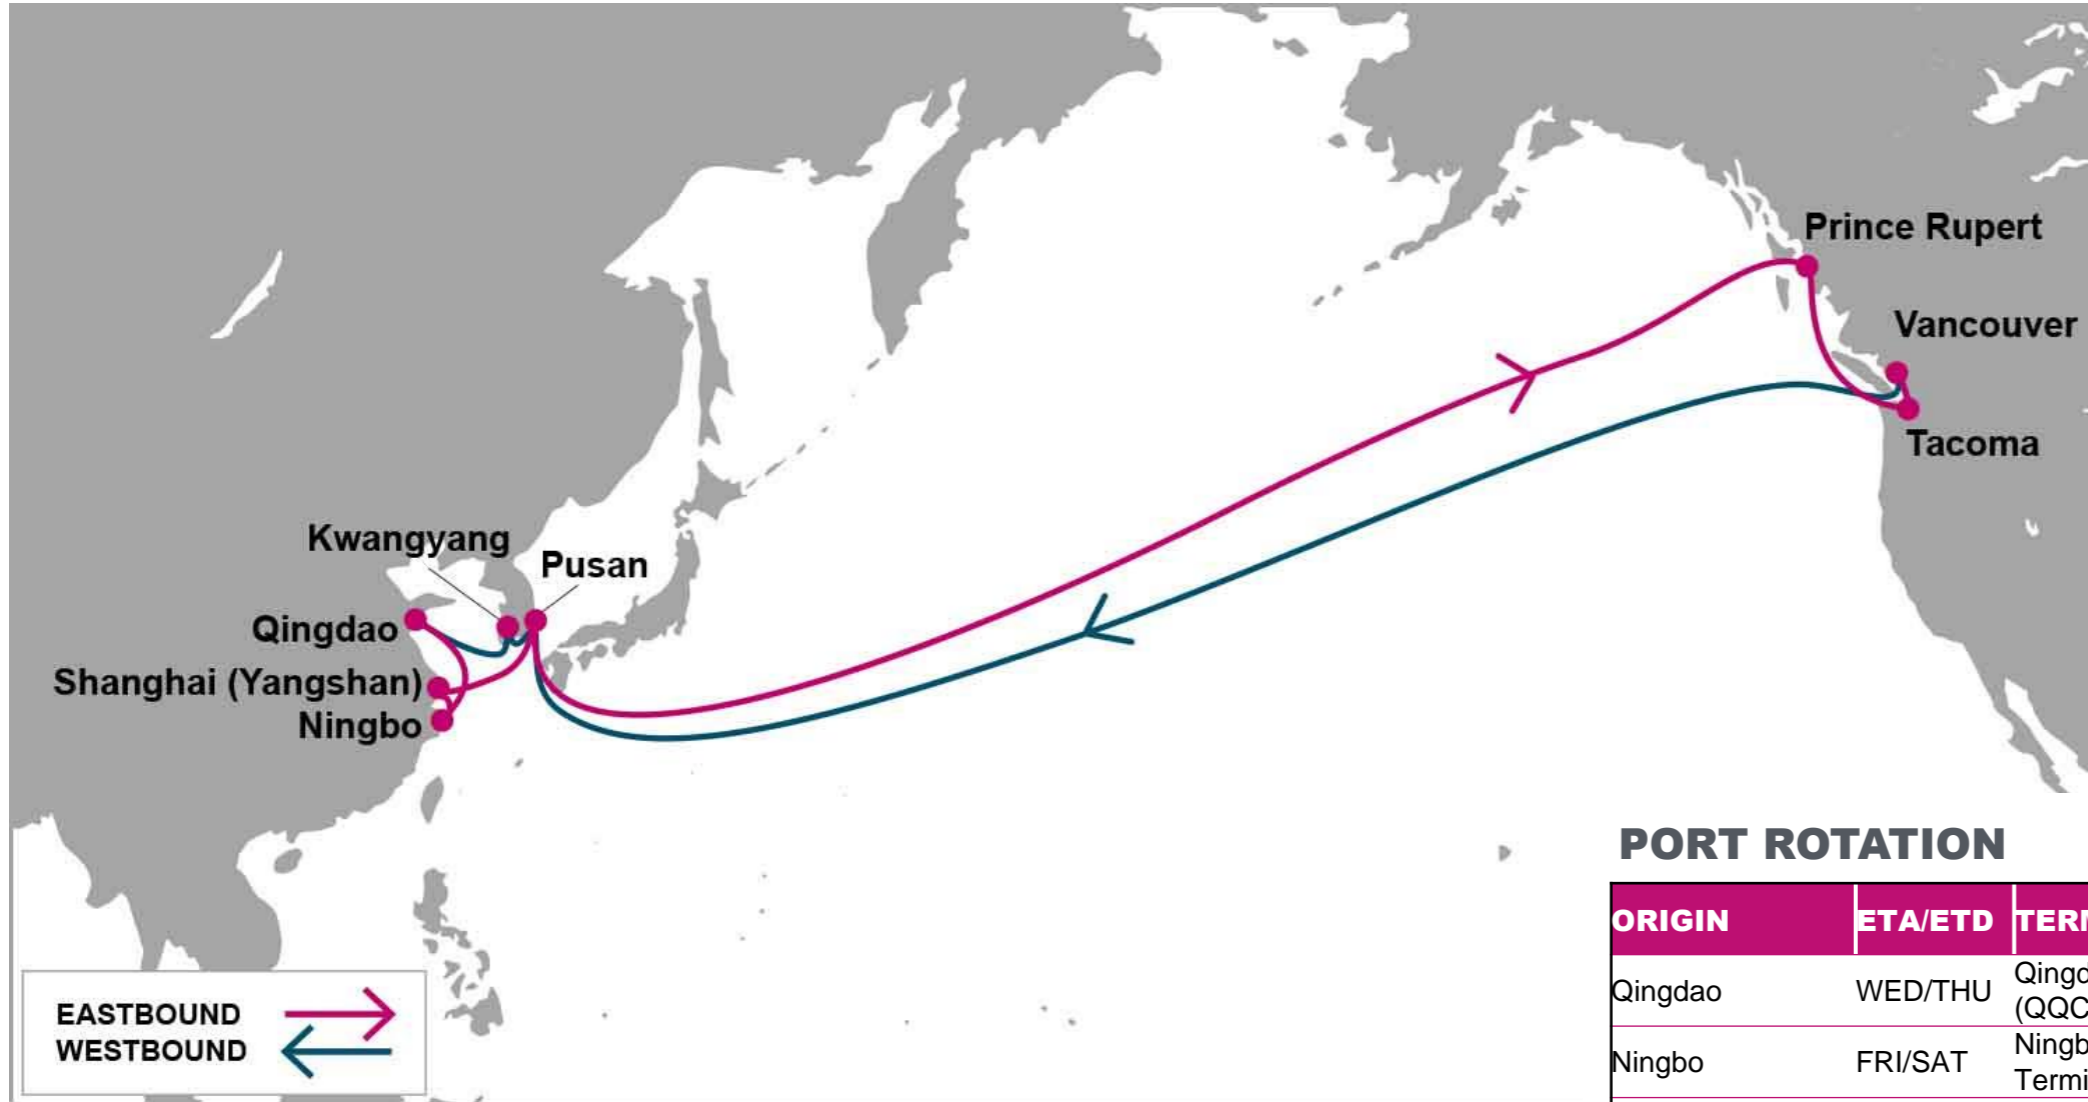 Prince Rupert
Vancouver
Tacoma
Kwangyang
Pusan
Qingdao
Shanghai (Yangshan)
Ningbo
EASTBOUND
WESTBOUND
PORT ROTATION
ORIGIN ETA/ETD
Qingdao WED/THU
(QQC
Ningbo FRI/SAT